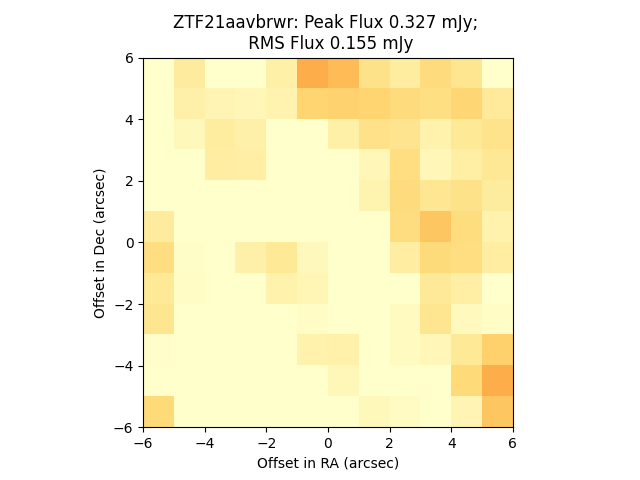 ZTF21aavbrwr: Peak Flux 0.327 mJy;
RMS Flux 0.155 mJy
6
4
2
0
−2
−4
−6
Offset in Dec (arcsec)
−6 −4 −2 0 2 4 6
Offset in RA (arcsec)